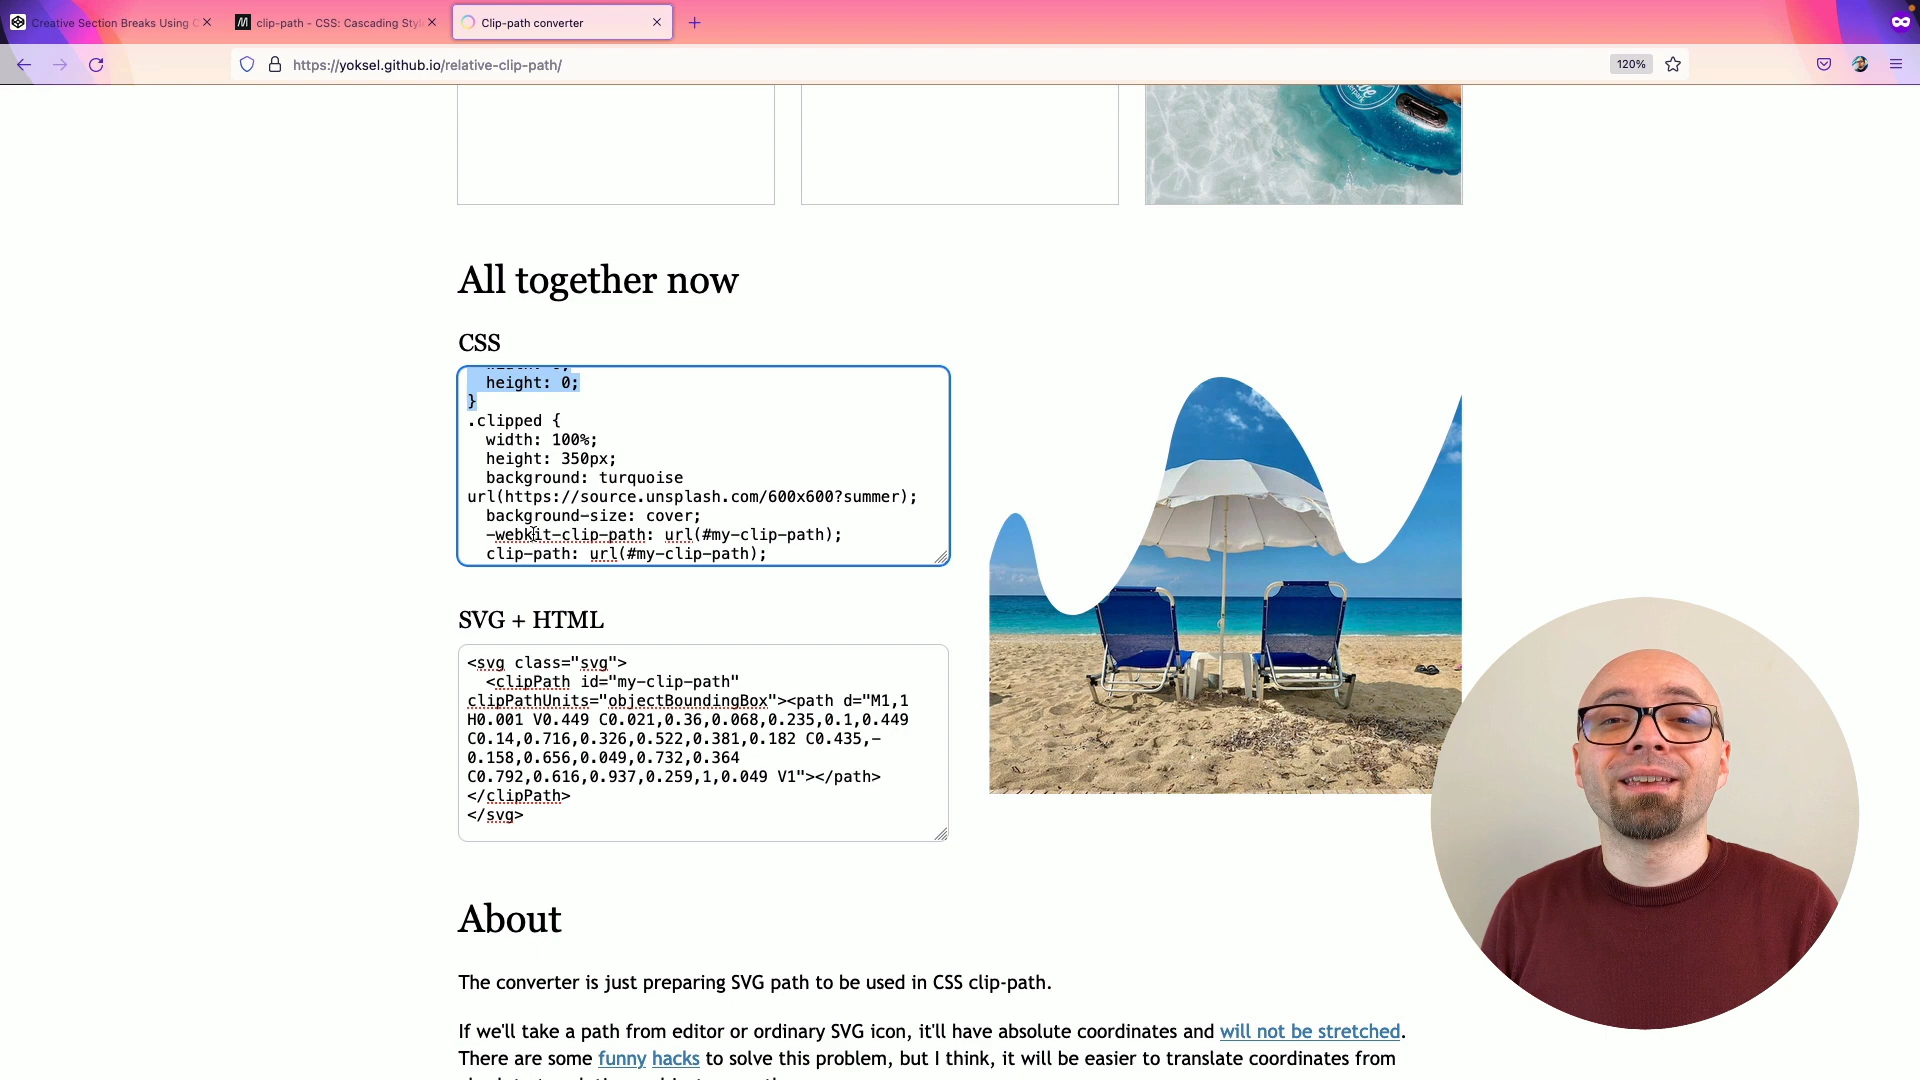 Creative Section Breaks Using C
clip-path - CSS: Cascading Style
Clip-path converter
https://yoksel.github.io/relative-clip-path/
120%
All together now
CSS
height: 0;
}
.clipped {
width: 100%;
height: 350px;
background: turquoise
url(https://source.unsplash.com/600x600?summer);
background-size: cover;
-webkit-clip-path: url(#my-clip-path);
clip-path: url(#my-clip-path);
SVG + HTML
<svg class="svg">
<clipPath id="my-clip-path"
clipPathUnits="objectBoundingBox"><path d="M1,1
H0.001 V0.449 C0.021,0.36,0.068,0.235,0.1,0.449
C0.14,0.716,0.326,0.522,0.381,0.182 C0.435,-
0.158,0.656,0.049,0.732,0.364
C0.792,0.616,0.937,0.259,1,0.049 V1"></path>
</clipPath>
</svg>
About
The converter is just preparing SVG path to be used in CSS clip-path.
If we'll take a path from editor or ordinary SVG icon, it'll have absolute coordinates and will not be stretched.
There are some funny hacks to solve this problem, but I think, it will be easier to translate coordinates from